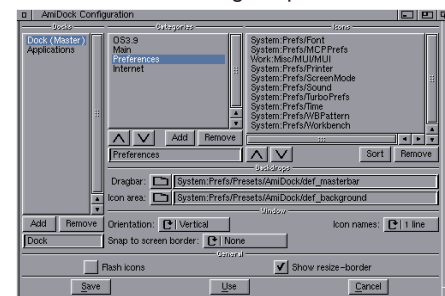 AmiDock Configuration
Docks
Dock (Master)
Applications
Add Remove
Dock
Categories
OS3.9
Main
Preferences
Internet
Add Remove
Preferences
Icons
System:Prefs/Font
System:Prefs/MCPPrefs
Work:Misc/MUI/MUI
System:Prefs/Printer
System:Prefs/ScreenMode
System:Prefs/Sound
System:Prefs/TurboPrefs
System:Prefs/Time
System:Prefs/WBPattern
System:Prefs/Workbench
Sort Remove
Backdrops
Dragbar: System:Prefs/Presets/AmiDock/def_masterbar
Icon area: System:Prefs/Presets/AmiDock/def_background
Window
Orientation: Vertical Icon names: 1 line
Snap to screen border: None
General
Flash icons Show resize-border
Save Use Cancel